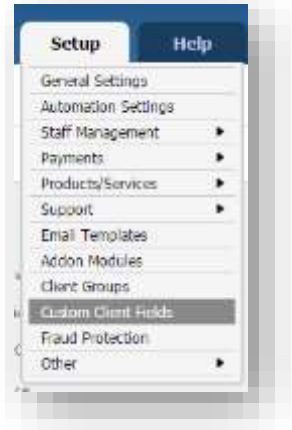 Setup Help
General Settings
Automation Settings
Staff Management
Payments
Products/Services
Support
Email Templates
Addon Modules
Client Groups
Custom Client Fields
Fraud Protection
Other